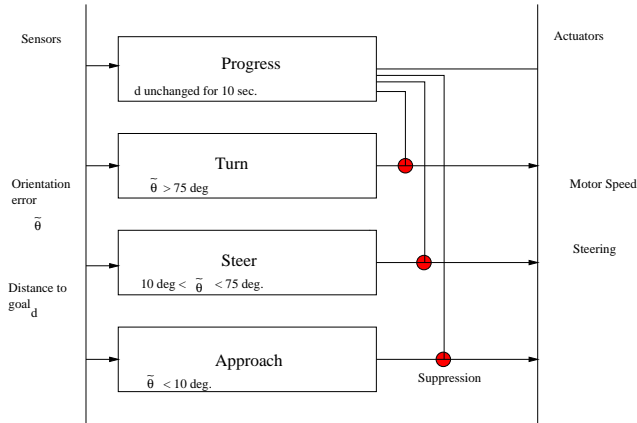 Sensors
Actuators
Progress
d unchanged for 10 sec.
Turn
θ̃ > 75 deg
Orientation
error
θ̃
Motor Speed
Steer
10 deg < θ̃ < 75 deg.
Steering
Distance to
goal d
Approach
θ̃ < 10 deg.
Suppression